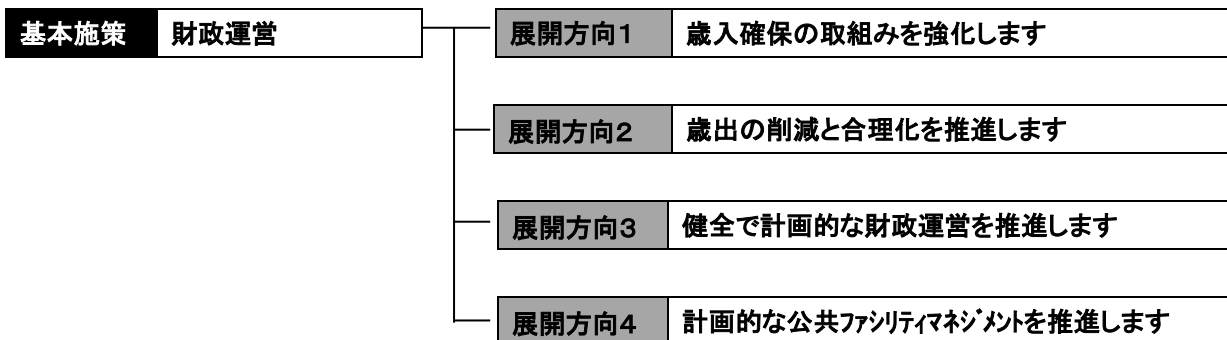 基本施策 財政運営 展開方向1 歳入確保の取組みを強化します
展開方向2 歳出の削減と合理化を推進します
展開方向3 健全で計画的な財政運営を推進します
展開方向4 計画的な公共ﾌｧｼﾘﾃｨﾏﾈｼﾞﾒﾝﾄを推進します